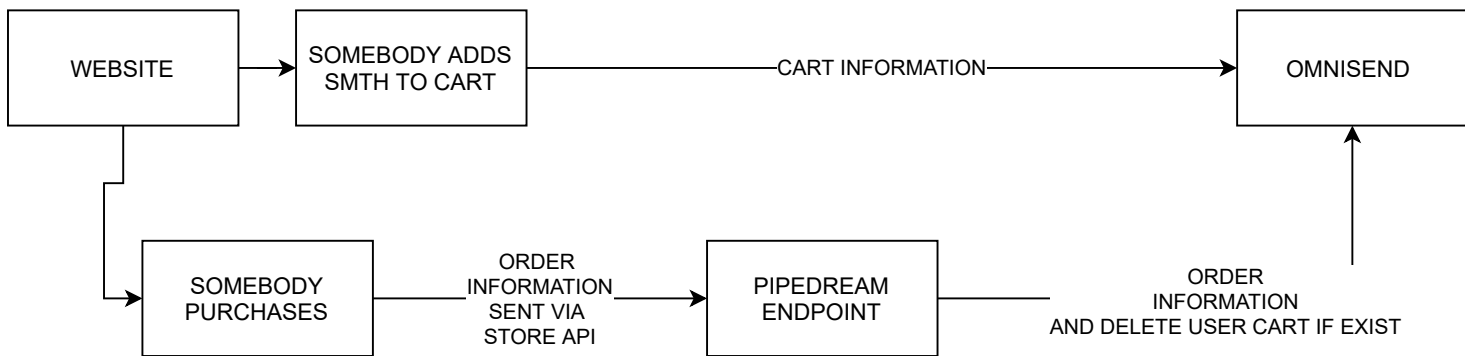 WEBSITE
SOMEBODY ADDS
SMTH TO CART
CART INFORMATION
OMNISEND
SOMEBODY
PURCHASES
ORDER
INFORMATION
SENT VIA
STORE API
PIPEDREAM
ENDPOINT
ORDER
INFORMATION
AND DELETE USER CART IF EXIST